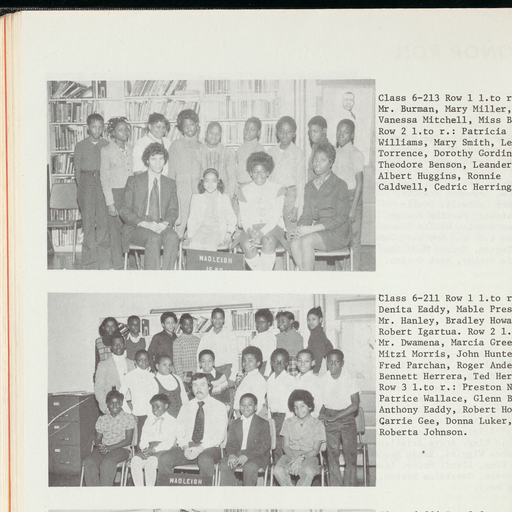 Class 6-213 Row 1 l.to r
Mr. Burman, Mary Miller,
Vanessa Mitchell, Miss B
Row 2 l.to r.: Patricia
Williams, Mary Smith, Le
Torrence, Dorothy Gordin
Theodore Benson, Leander
Albert Huggins, Ronnie
Caldwell, Cedric Herring
WADLEIGH
Class 6-211 Row 1 l.to r
Denita Eaddy, Mable Pres
Mr. Hanley, Bradley Howa
Robert Igartua. Row 2 l.
Mr. Dwamena, Marcia Gree
Mitzi Morris, John Hunte
Fred Parchan, Roger Ande
Bennett Herrera, Ted Her
Row 3 l.to r.: Preston N
Patrice Wallace, Glenn B
Anthony Eaddy, Robert Ho
Qarrie Gee, Donna Luker,
Roberta Johnson.
WADLEIGH